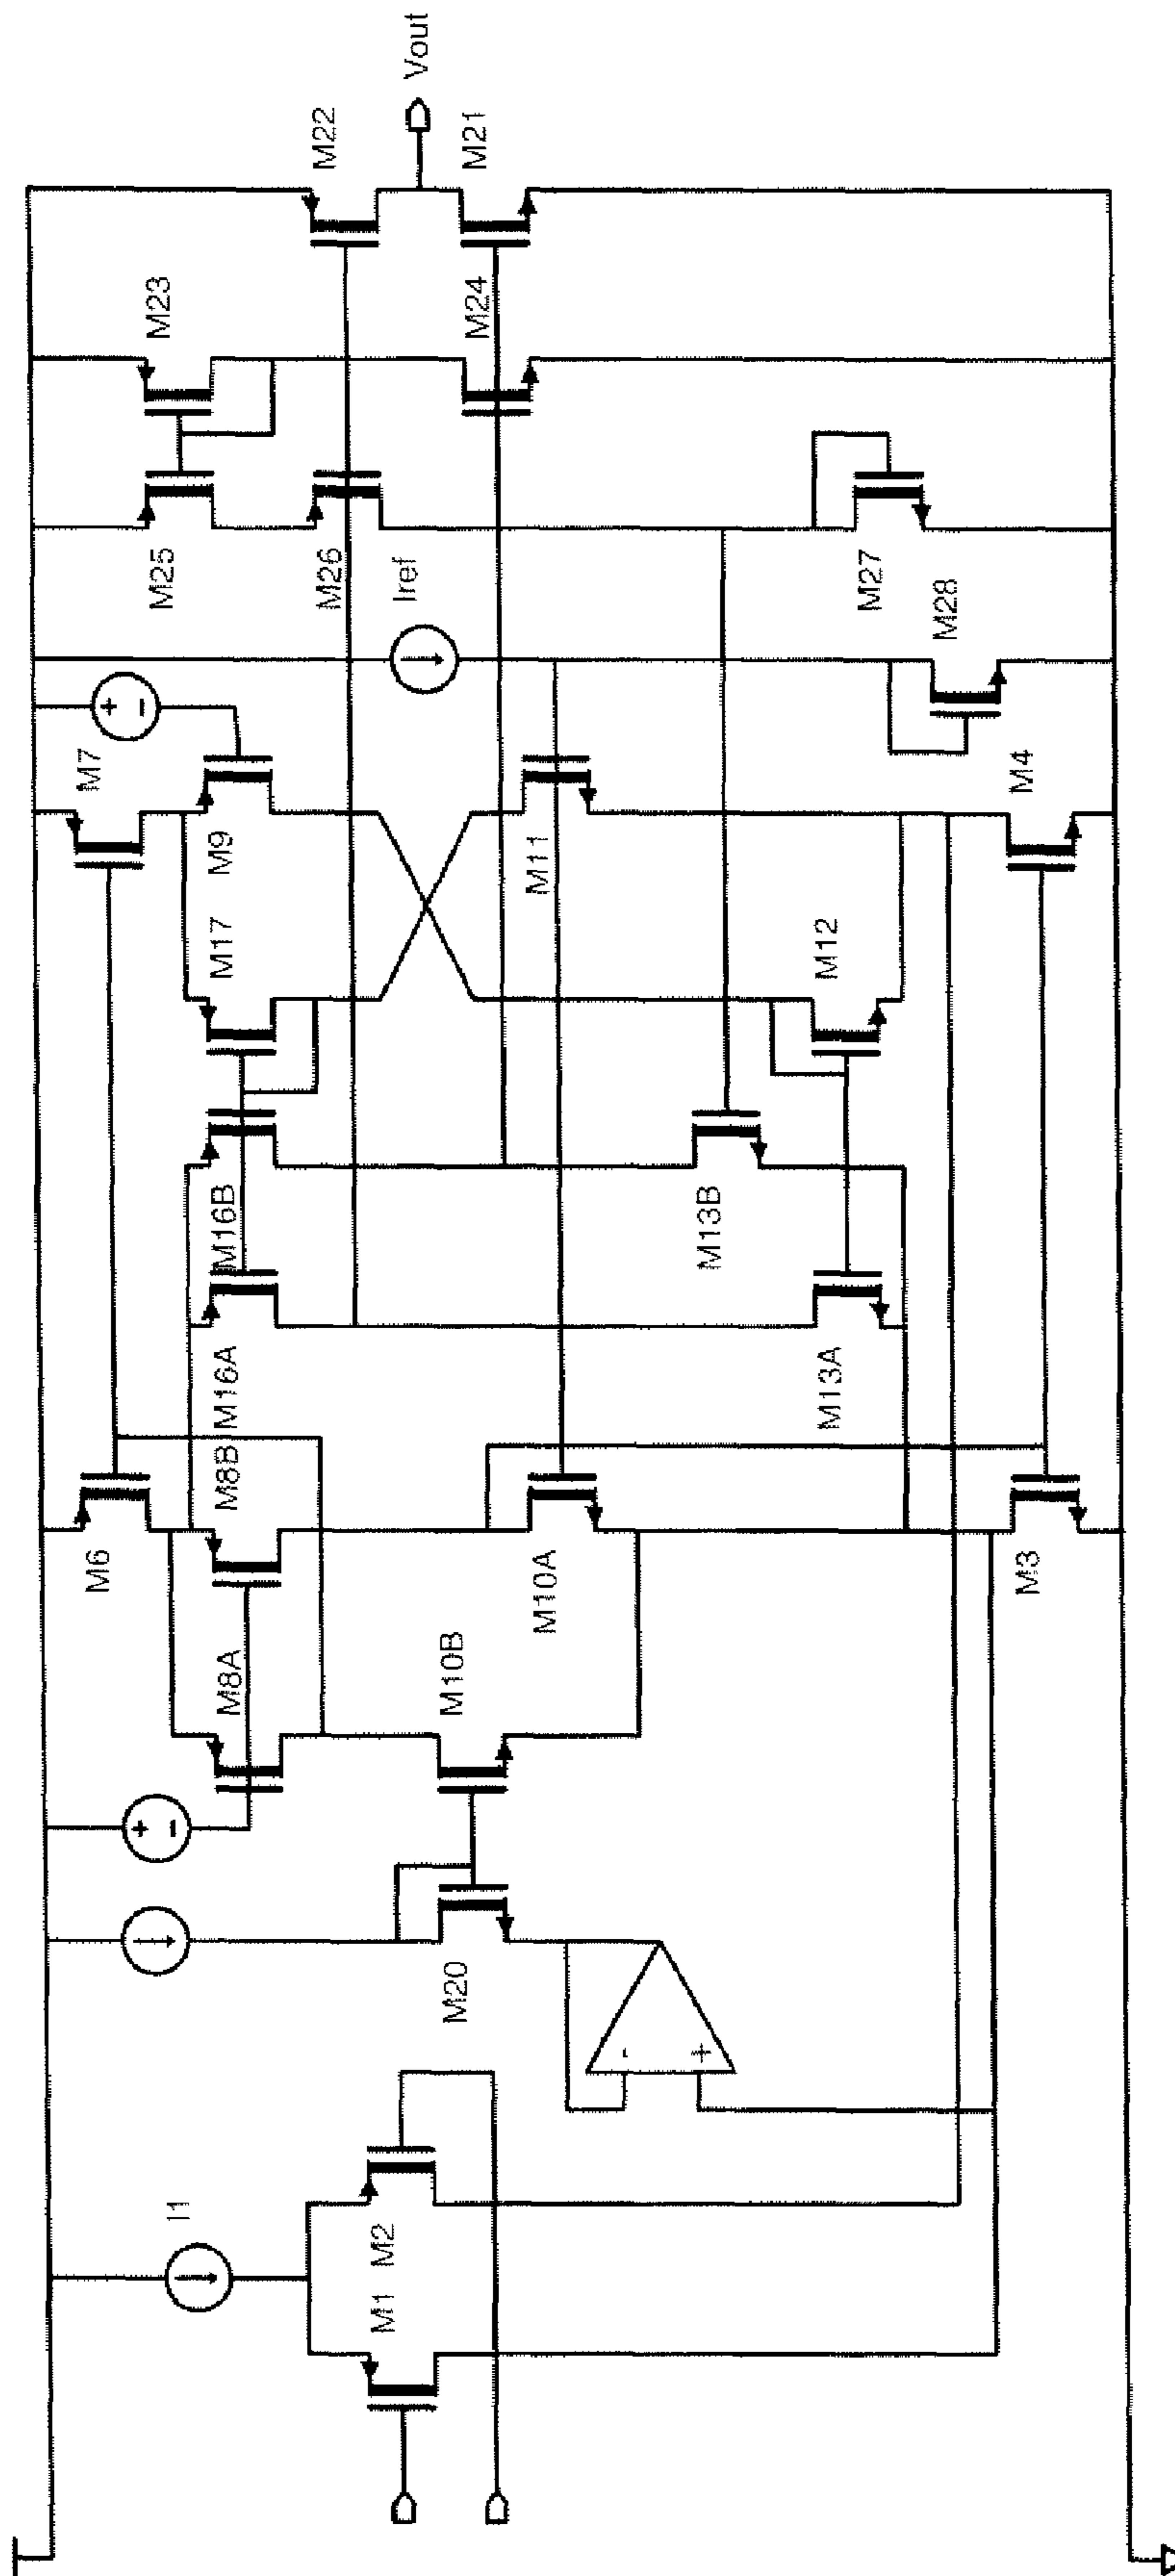 I1
M1
M2
M20
M8A
M10B
M6
M8B
M10A
M3
M16A
M13A
M16B
M13B
M17
M12
M7
M9
M11
M4
Iref
M28
M25
M26
M27
M23
M24
M22
M21
Vout
+
-
+
-
-
+